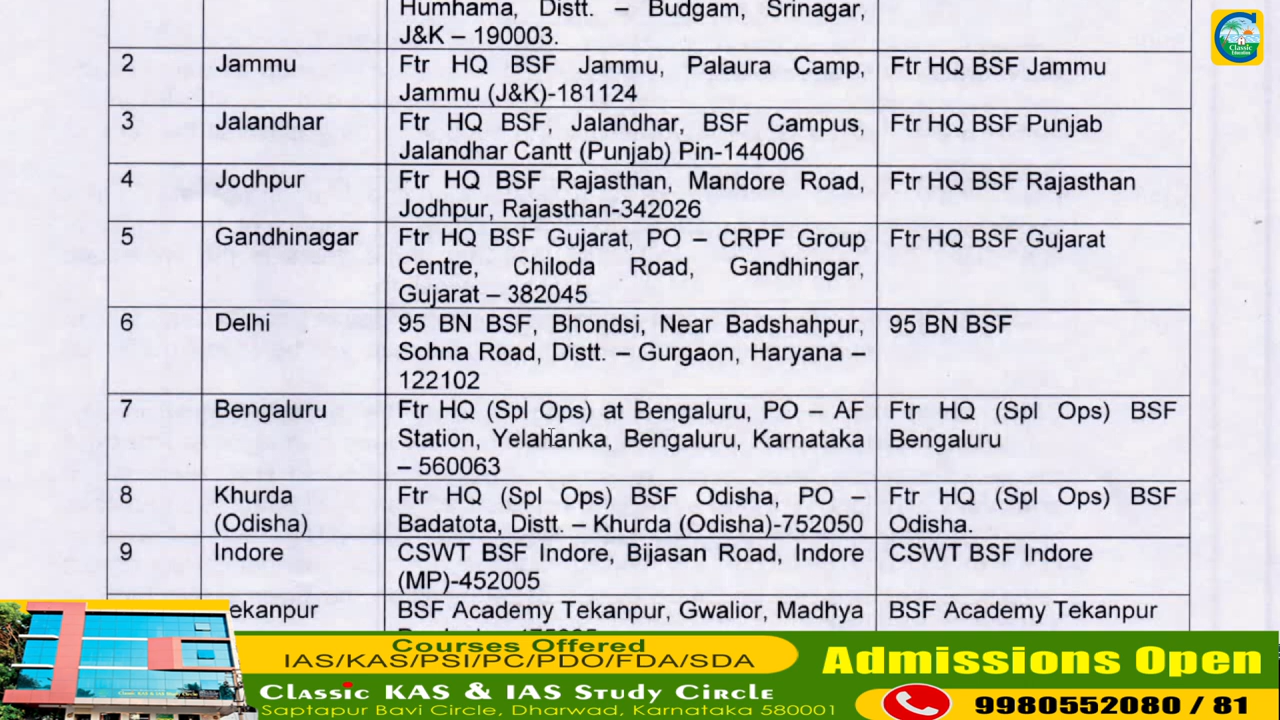 Humhama, Distt. – Budgam, Srinagar,
J&K – 190003.
2 Jammu Ftr HQ BSF Jammu, Palaura Camp, Ftr HQ BSF Jammu
Jammu (J&K)-181124
3 Jalandhar Ftr HQ BSF, Jalandhar, BSF Campus, Ftr HQ BSF Punjab
Jalandhar Cantt (Punjab) Pin-144006
4 Jodhpur Ftr HQ BSF Rajasthan, Mandore Road, Ftr HQ BSF Rajasthan
Jodhpur, Rajasthan-342026
5 Gandhinagar Ftr HQ BSF Gujarat, PO – CRPF Group Ftr HQ BSF Gujarat
Centre, Chiloda Road, Gandhingar,
Gujarat – 382045
6 Delhi 95 BN BSF, Bhondsi, Near Badshahpur, 95 BN BSF
Sohna Road, Distt. – Gurgaon, Haryana –
122102
7 Bengaluru Ftr HQ (Spl Ops) at Bengaluru, PO – AF Ftr HQ (Spl Ops) BSF
Station, Yelahanka, Bengaluru, Karnataka Bengaluru
– 560063
8 Khurda Ftr HQ (Spl Ops) BSF Odisha, PO – Ftr HQ (Spl Ops) BSF
(Odisha) Badatota, Distt. – Khurda (Odisha)-752050 Odisha.
9 Indore CSWT BSF Indore, Bijasan Road, Indore CSWT BSF Indore
(MP)-452005
ekanpur BSF Academy Tekanpur, Gwalior, Madhya BSF Academy Tekanpur
Classic
Education
Courses Offered
IAS/KAS/PSI/PC/PDO/FDA/SDA
Classic KAS & IAS Study Circle
Saptapur Bavi Circle, Dharwad, Karnataka 580001
Admissions Open
9980552080 / 81
Classic KAS & IAS Study Circle